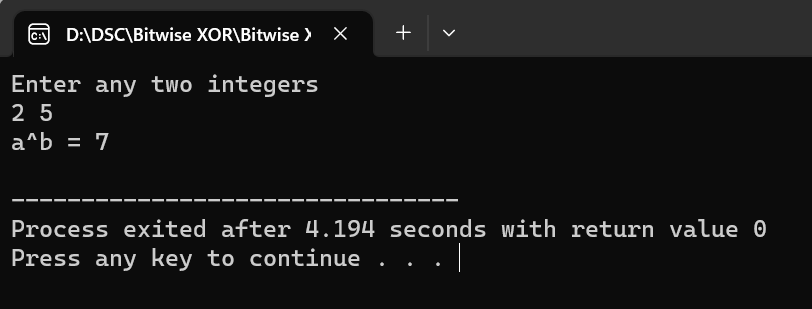 D:\DSC\Bitwise XOR\Bitwise X
Enter any two integers
2 5
a^b = 7
--------------------------------
Process exited after 4.194 seconds with return value 0
Press any key to continue . . .